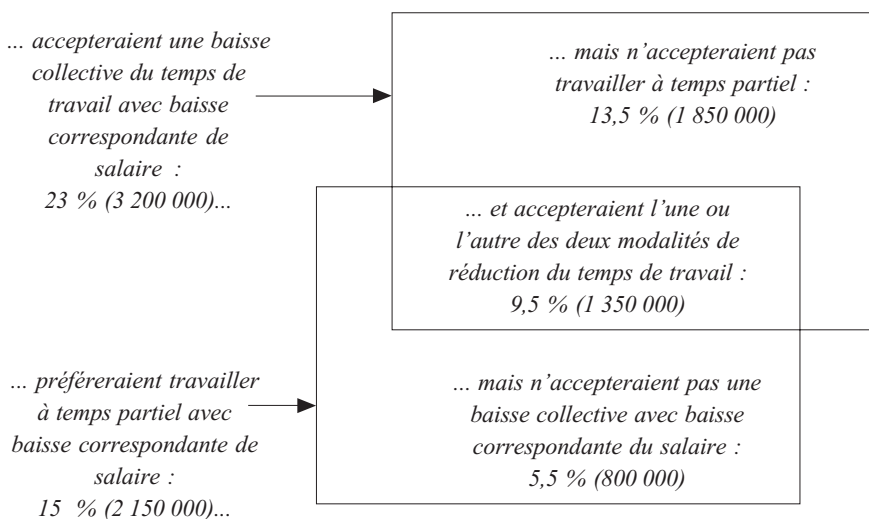 ... accepteraient une baisse
collective du temps de
travail avec baisse
correspondante de
salaire :
23 % (3 200 000)...
... mais n’accepteraient pas
travailler à temps partiel :
13,5 % (1 850 000)
... et accepteraient l’une ou
l’autre des deux modalités de
réduction du temps de travail :
9,5 % (1 350 000)
... préféreraient travailler
à temps partiel avec
baisse correspondante de
salaire :
15 % (2 150 000)...
... mais n’accepteraient pas une
baisse collective avec baisse
correspondante du salaire :
5,5 % (800 000)